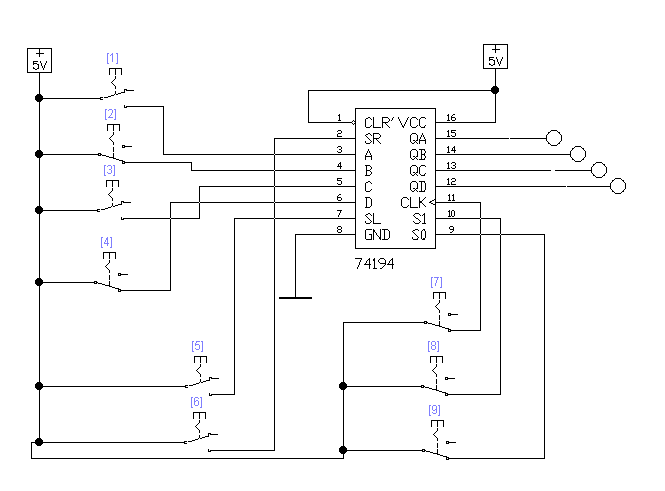 +
5V
[1]
[2]
[3]
[4]
[5]
[6]
+
5V
1 CLR' VCC 16
2 SR QA 15
3 A QB 14
4 B QC 13
5 C QD 12
6 D CLK 11
7 SL S1 10
8 GND S0 9
74194
[7]
[8]
[9]